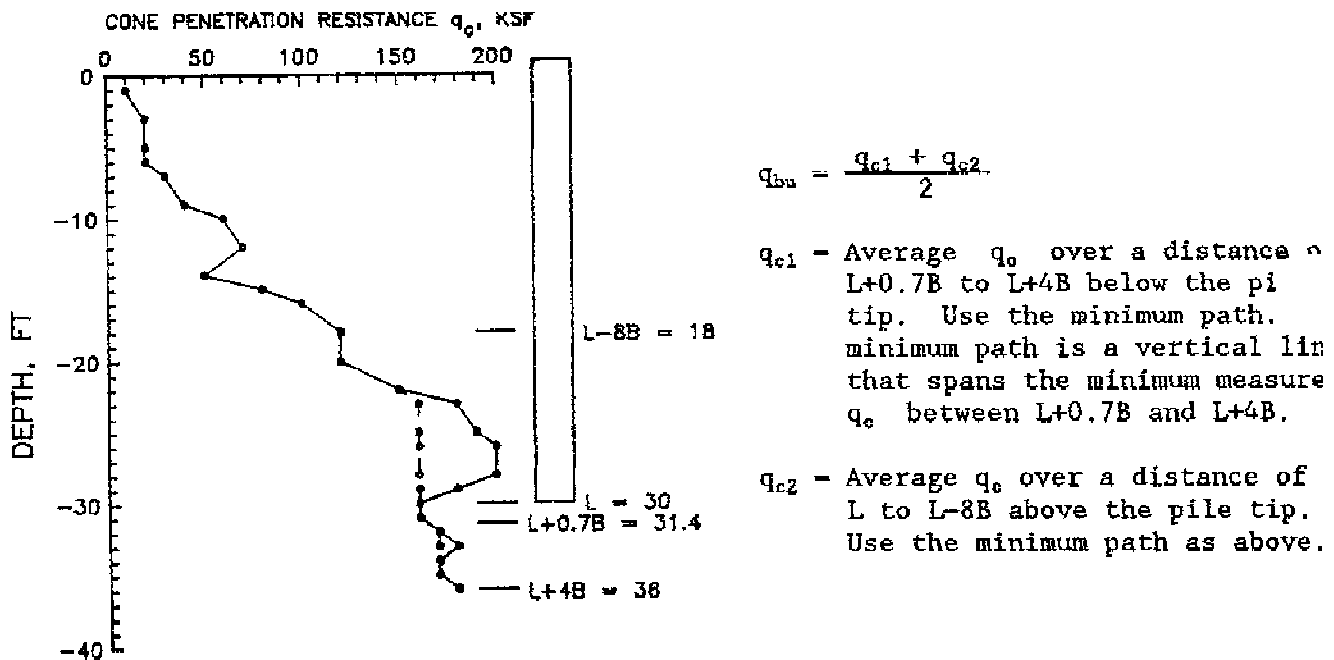 CONE PENETRATION RESISTANCE qc, KSF
0 50 100 150 200
0
-10
-20
-30
-40
DEPTH, FT
L-8B = 18
L = 30
L+0.7B = 31.4
L+4B = 36
qbu = qc1 + qc2
2
qc1 = Average qc over a distance
L+0.7B to L+4B below the pi
tip. Use the minimum path.
minimum path is a vertical lin
that spans the minimum measure
qc between L+0.7B and L+4B.
qc2 = Average qc over a distance of
L to L-8B above the pile tip.
Use the minimum path as above.